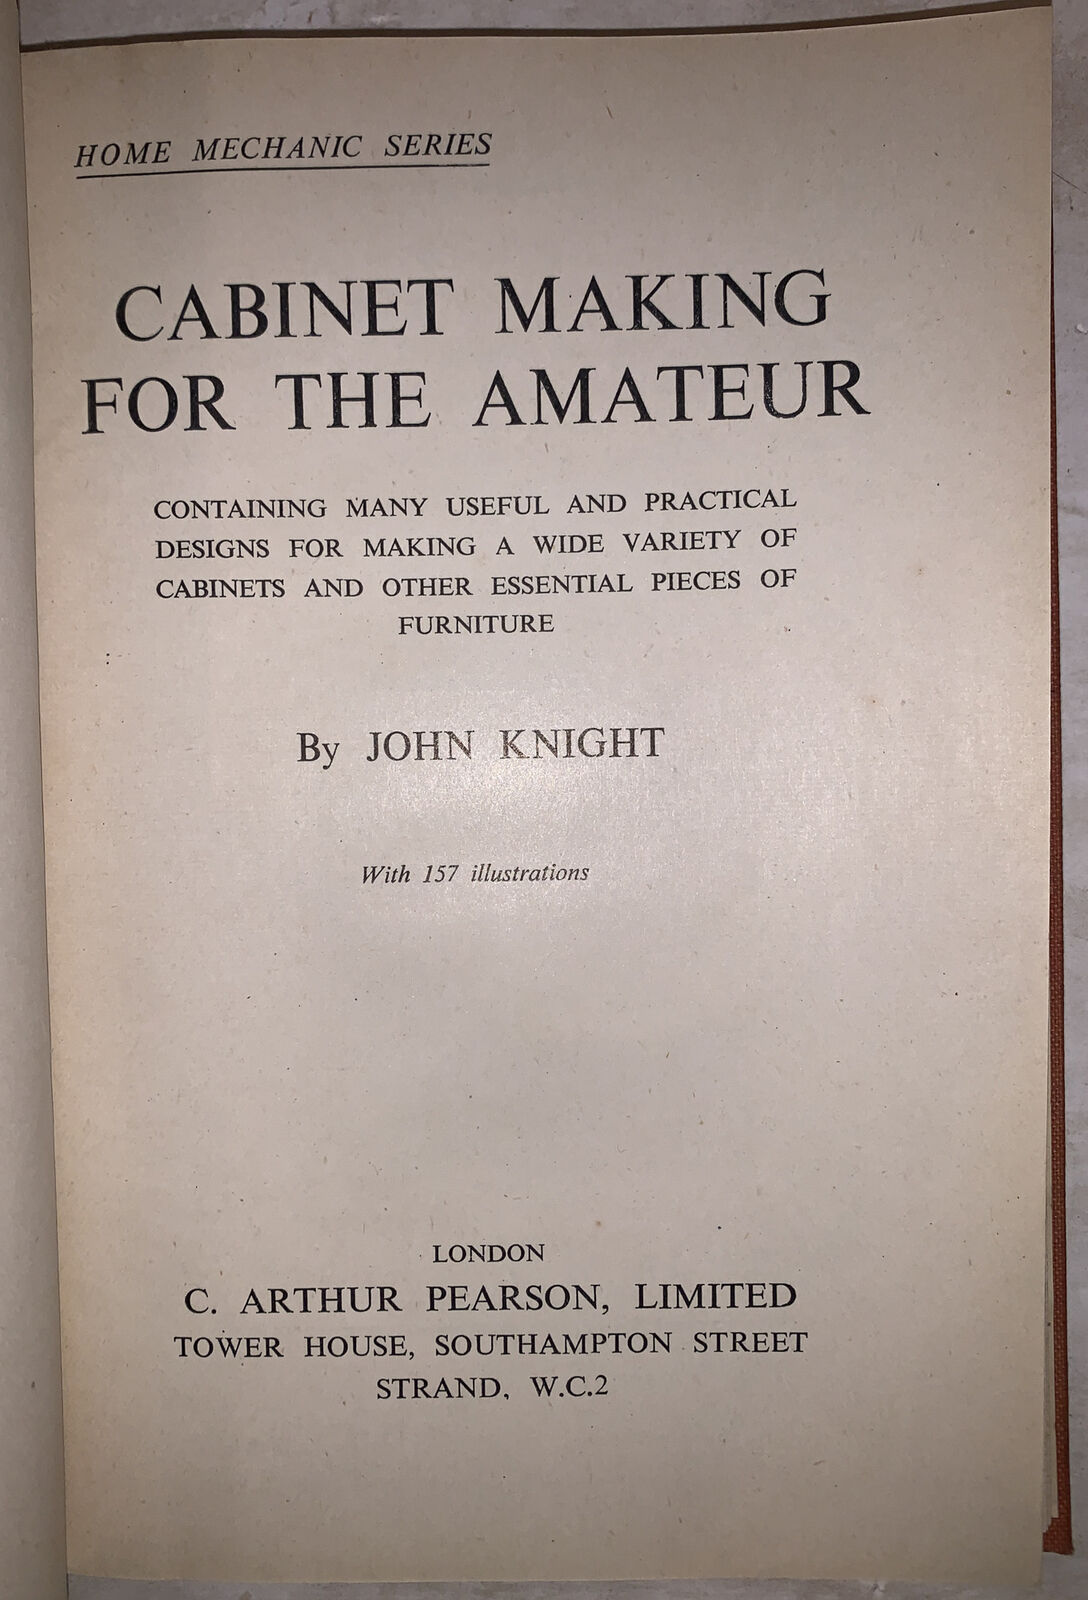 HOME MECHANIC SERIES
CABINET MAKING
FOR THE AMATEUR
CONTAINING MANY USEFUL AND PRACTICAL
DESIGNS FOR MAKING A WIDE VARIETY OF
CABINETS AND OTHER ESSENTIAL PIECES OF
FURNITURE
By JOHN KNIGHT
With 157 illustrations
LONDON
C. ARTHUR PEARSON, LIMITED
TOWER HOUSE, SOUTHAMPTON STREET
STRAND, W.C.2